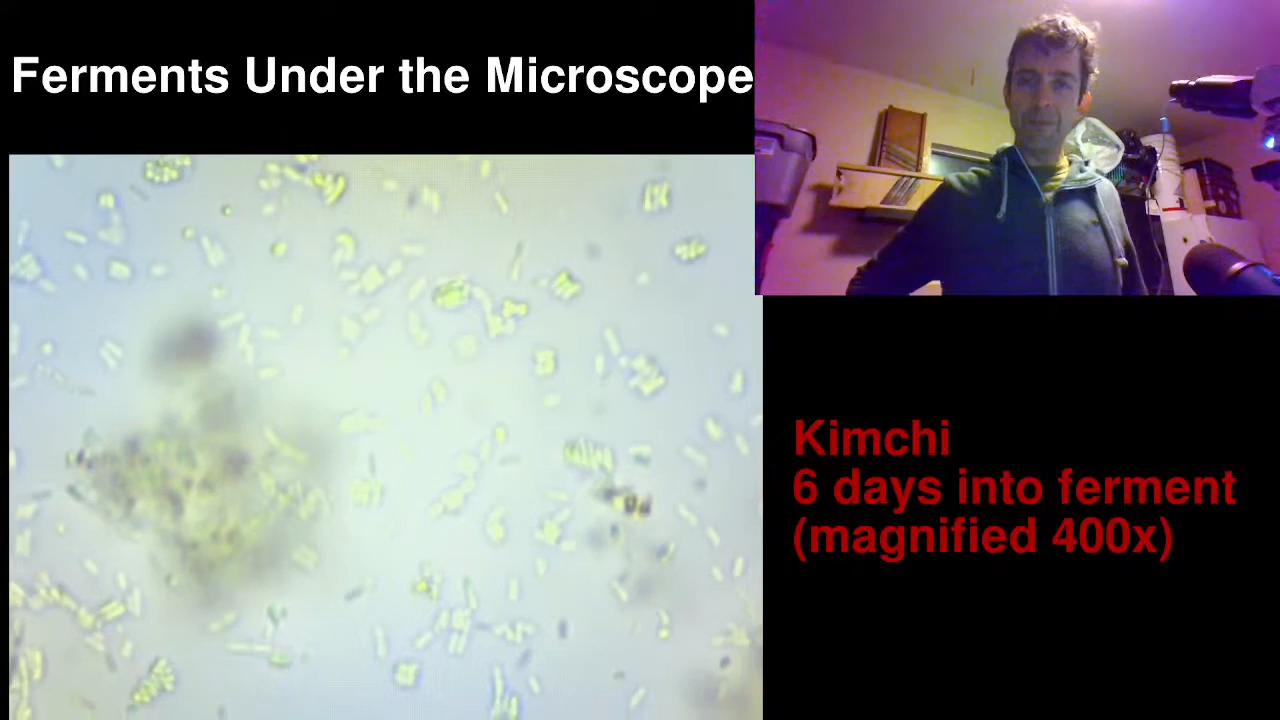 Ferments Under the Microscope
Kimchi
6 days into ferment
(magnified 400x)